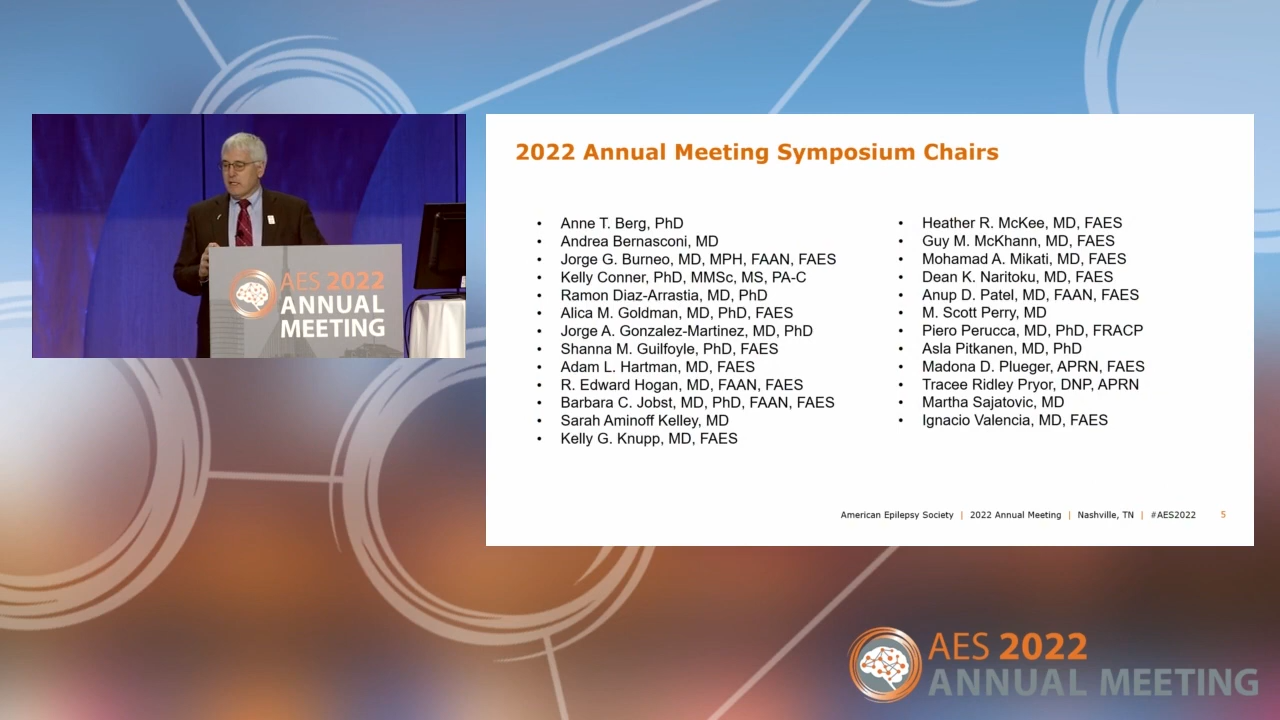 AES 2022
ANNUAL
MEETING
2022 Annual Meeting Symposium Chairs
• Anne T. Berg, PhD
• Andrea Bernasconi, MD
• Jorge G. Burneo, MD, MPH, FAAN, FAES
• Kelly Conner, PhD, MMSc, MS, PA-C
• Ramon Diaz-Arrastia, MD, PhD
• Alica M. Goldman, MD, PhD, FAES
• Jorge A. Gonzalez-Martinez, MD, PhD
• Shanna M. Guilfoyle, PhD, FAES
• Adam L. Hartman, MD, FAES
• R. Edward Hogan, MD, FAAN, FAES
• Barbara C. Jobst, MD, PhD, FAAN, FAES
• Sarah Aminoff Kelley, MD
• Kelly G. Knupp, MD, FAES
• Heather R. McKee, MD, FAES
• Guy M. McKhann, MD, FAES
• Mohamad A. Mikati, MD, FAES
• Dean K. Naritoku, MD, FAES
• Anup D. Patel, MD, FAAN, FAES
• M. Scott Perry, MD
• Piero Perucca, MD, PhD, FRACP
• Asla Pitkanen, MD, PhD
• Madona D. Plueger, APRN, FAES
• Tracee Ridley Pryor, DNP, APRN
• Martha Sajatovic, MD
• Ignacio Valencia, MD, FAES
American Epilepsy Society | 2022 Annual Meeting | Nashville, TN | #AES2022 5
AES 2022
ANNUAL MEETING